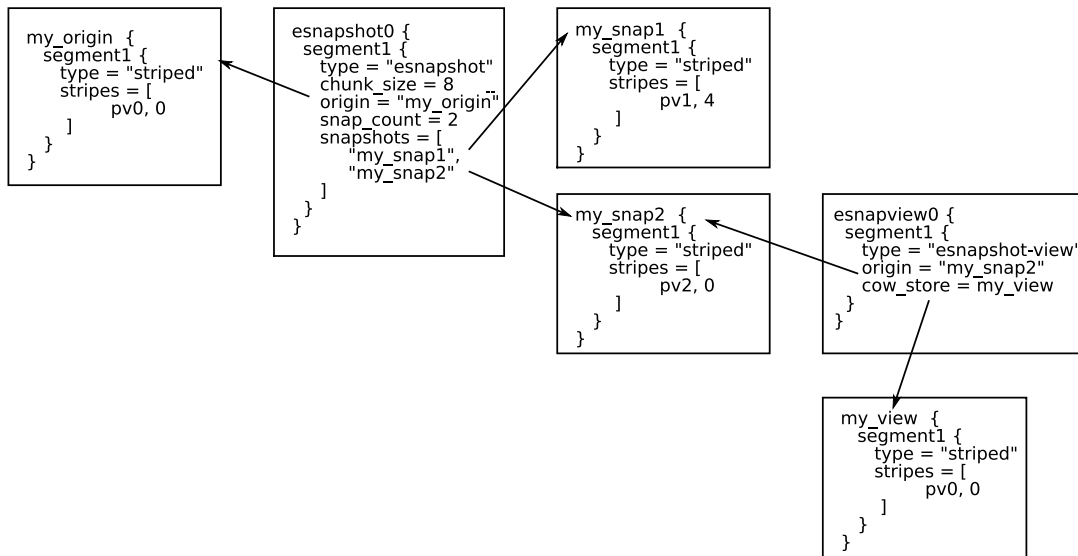 my_origin {
segment1 {
type = "striped"
stripes = [
pv0, 0
]
}
}
esnapshot0 {
segment1 {
type = "esnapshot"
chunk_size = 8
origin = "my_origin"
snap_count = 2
snapshots = [
"my_snap1",
"my_snap2"
]
}
}
my_snap1 {
segment1 {
type = "striped"
stripes = [
pv1, 4
]
}
}
my_snap2 {
segment1 {
type = "striped"
stripes = [
pv2, 0
]
}
}
esnapview0 {
segment1 {
type = "esnapshot-view"
origin = "my_snap2"
cow_store = my_view
}
}
my_view {
segment1 {
type = "striped"
stripes = [
pv0, 0
]
}
}